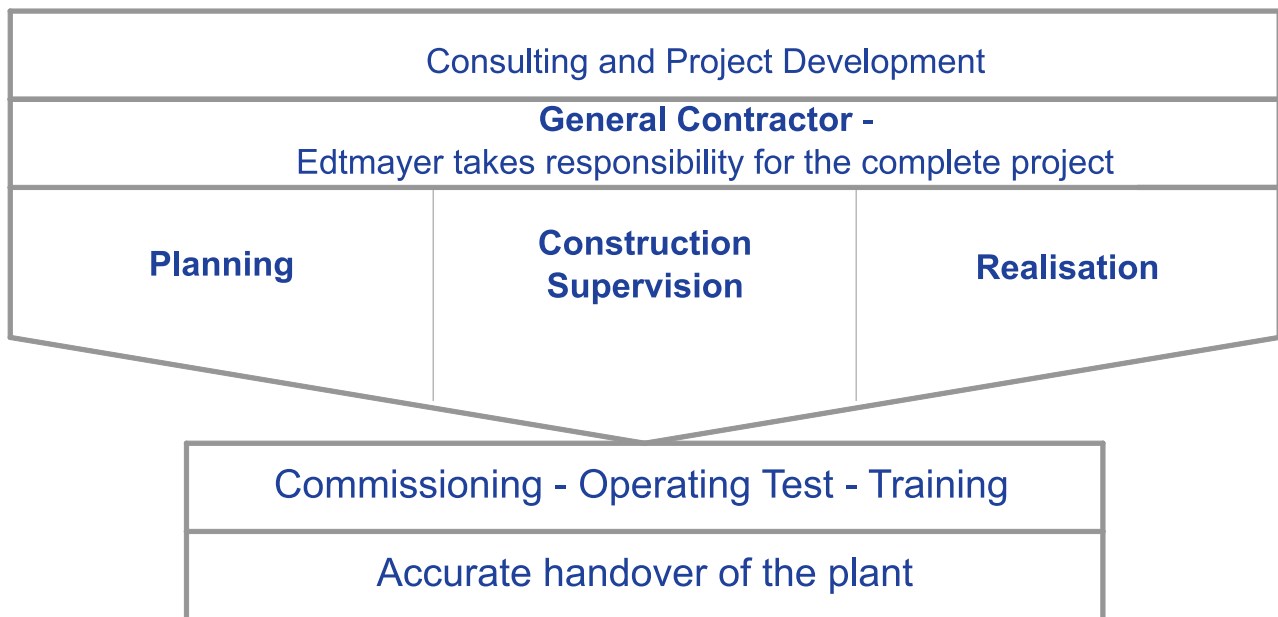 Consulting and Project Development
General Contractor -
Edtmayer takes responsibility for the complete project
Planning
Construction
Supervision
Realisation
Commissioning - Operating Test - Training
Accurate handover of the plant